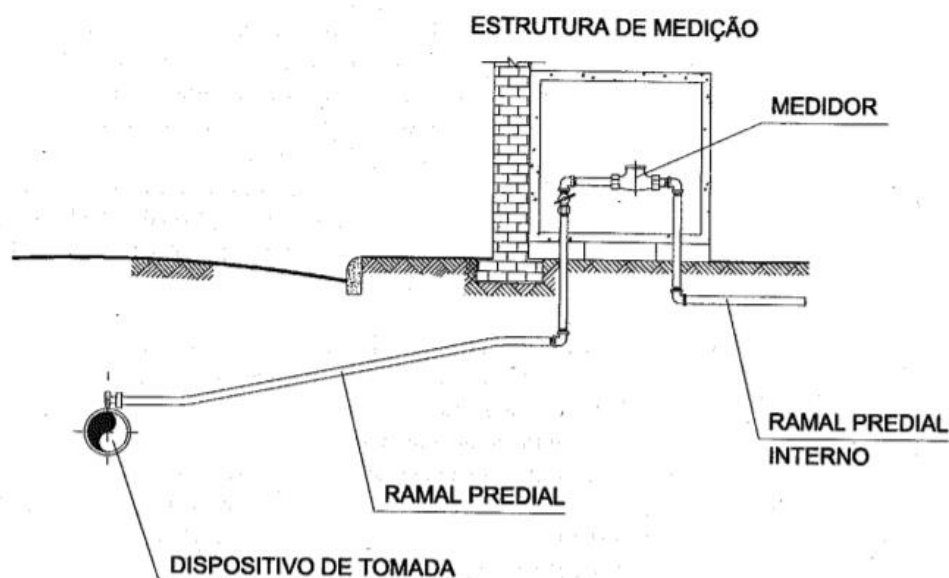 ESTRUTURA DE MEDIÇÃO
MEDIDOR
RAMAL PREDIAL
INTERNO
RAMAL PREDIAL
DISPOSITIVO DE TOMADA